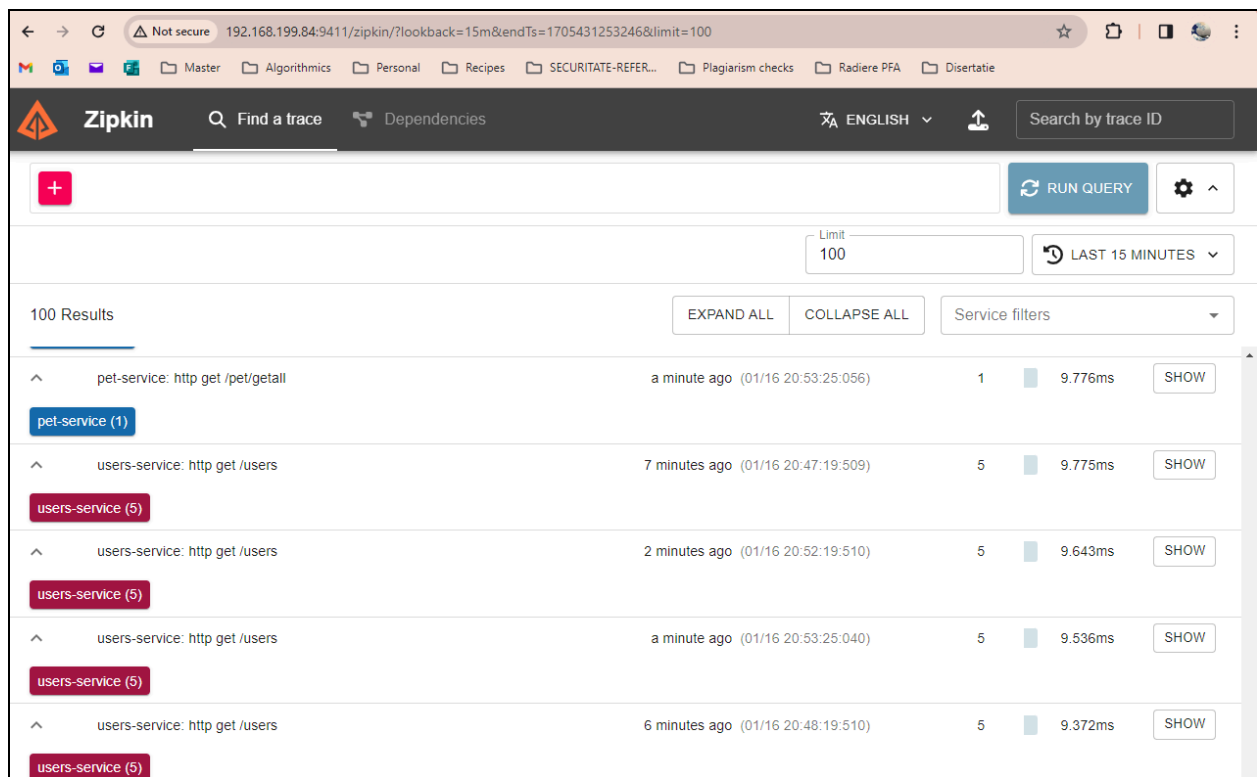 Not secure 192.168.199.84:9411/zipkin/?lookback=15m&endTs=1705431253246&limit=100
Master Algorithmics Personal Recipes SECURITATE-REFER... Plagiarism checks Radiere PFA Disertatie
Zipkin Find a trace Dependencies ENGLISH Search by trace ID
+ RUN QUERY
Limit
100 LAST 15 MINUTES
100 Results EXPAND ALL COLLAPSE ALL Service filters
pet-service: http get /pet/getall a minute ago (01/16 20:53:25:056) 1 9.776ms SHOW
pet-service (1)
users-service: http get /users 7 minutes ago (01/16 20:47:19:509) 5 9.775ms SHOW
users-service (5)
users-service: http get /users 2 minutes ago (01/16 20:52:19:510) 5 9.643ms SHOW
users-service (5)
users-service: http get /users a minute ago (01/16 20:53:25:040) 5 9.536ms SHOW
users-service (5)
users-service: http get /users 6 minutes ago (01/16 20:48:19:510) 5 9.372ms SHOW
users-service (5)